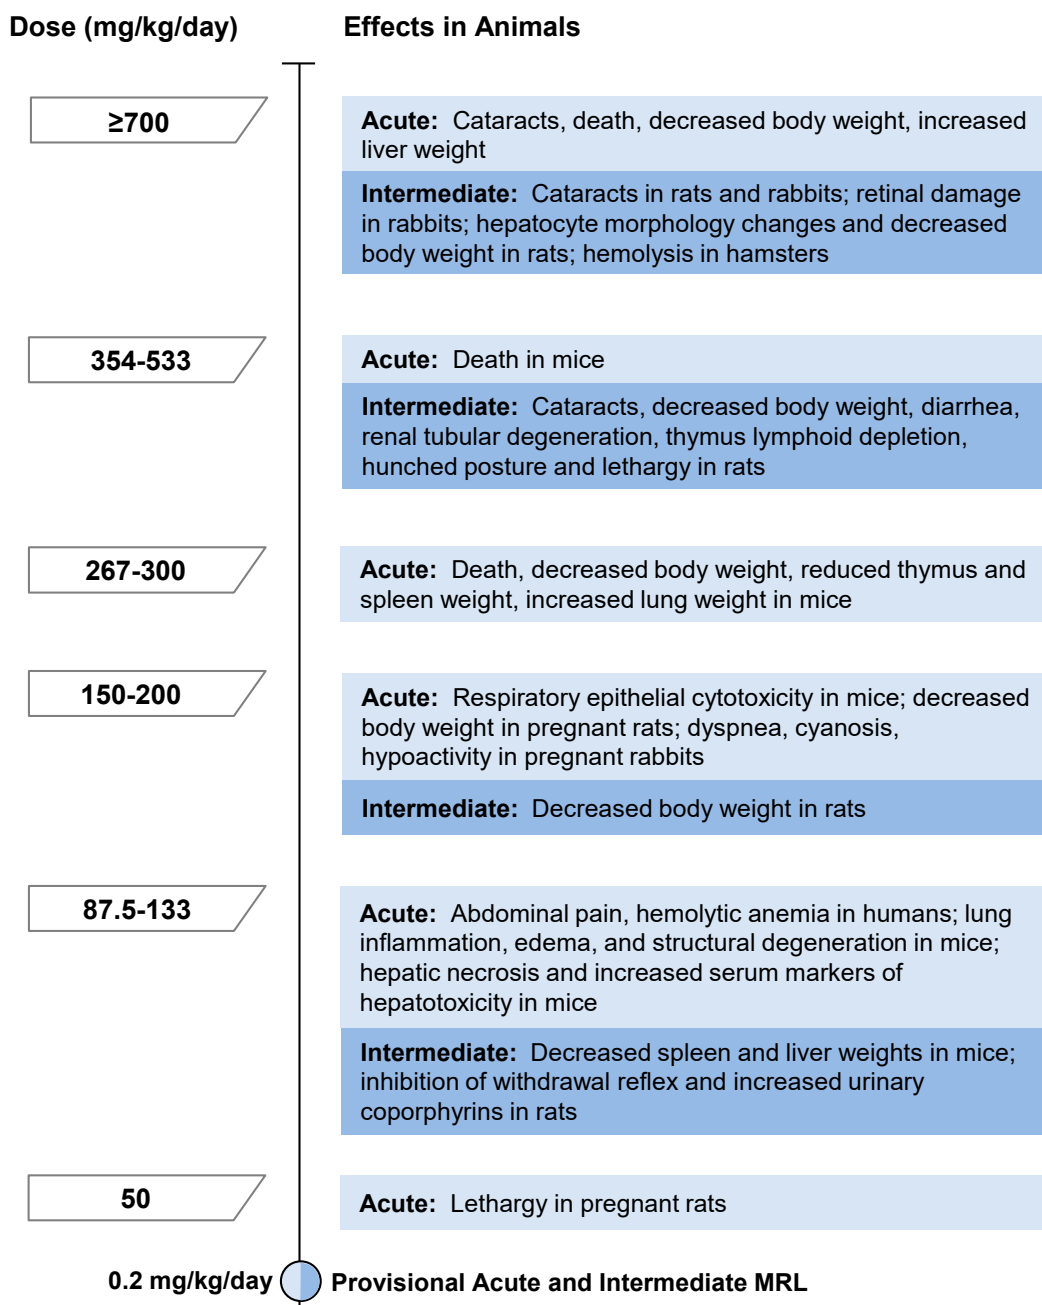 Dose (mg/kg/day)
Effects in Animals
≥700
Acute: Cataracts, death, decreased body weight, increased
liver weight
Intermediate: Cataracts in rats and rabbits; retinal damage
in rabbits; hepatocyte morphology changes and decreased
body weight in rats; hemolysis in hamsters
354-533
Acute: Death in mice
Intermediate: Cataracts, decreased body weight, diarrhea,
renal tubular degeneration, thymus lymphoid depletion,
hunched posture and lethargy in rats
267-300
Acute: Death, decreased body weight, reduced thymus and
spleen weight, increased lung weight in mice
150-200
Acute: Respiratory epithelial cytotoxicity in mice; decreased
body weight in pregnant rats; dyspnea, cyanosis,
hypoactivity in pregnant rabbits
Intermediate: Decreased body weight in rats
87.5-133
Acute: Abdominal pain, hemolytic anemia in humans; lung
inflammation, edema, and structural degeneration in mice;
hepatic necrosis and increased serum markers of
hepatotoxicity in mice
Intermediate: Decreased spleen and liver weights in mice;
inhibition of withdrawal reflex and increased urinary
coporphyrins in rats
50
Acute: Lethargy in pregnant rats
0.2 mg/kg/day
Provisional Acute and Intermediate MRL